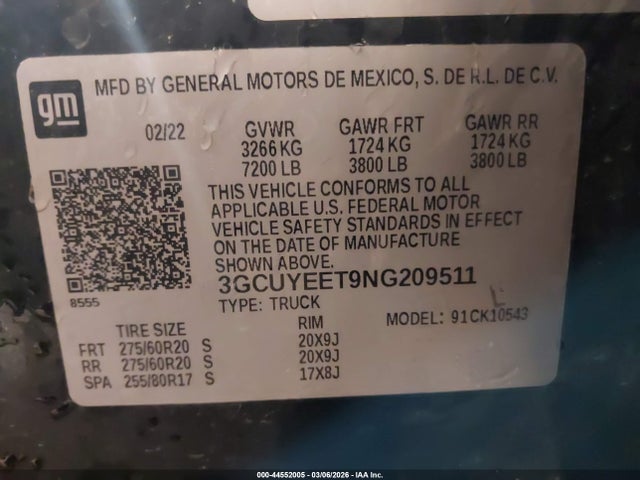 gm
MFD BY GENERAL MOTORS DE MEXICO, S. DE R.L. DE C.V.
02/22 GVWR GAWR FRT GAWR RR
3266 KG 1724 KG 1724 KG
7200 LB 3800 LB 3800 LB
THIS VEHICLE CONFORMS TO ALL
APPLICABLE U.S. FEDERAL MOTOR
VEHICLE SAFETY STANDARDS IN EFFECT
ON THE DATE OF MANUFACTURE
SHOWN ABOVE.
3GCUYEET9NG209511
8555
TYPE: TRUCK
MODEL: 91CK10543
TIRE SIZE RIM
FRT 275/60R20 S 20X9J
RR 275/60R20 S 20X9J
SPA 255/80R17 S 17X8J
000-44552005 - 03/06/2026 - IAA Inc.